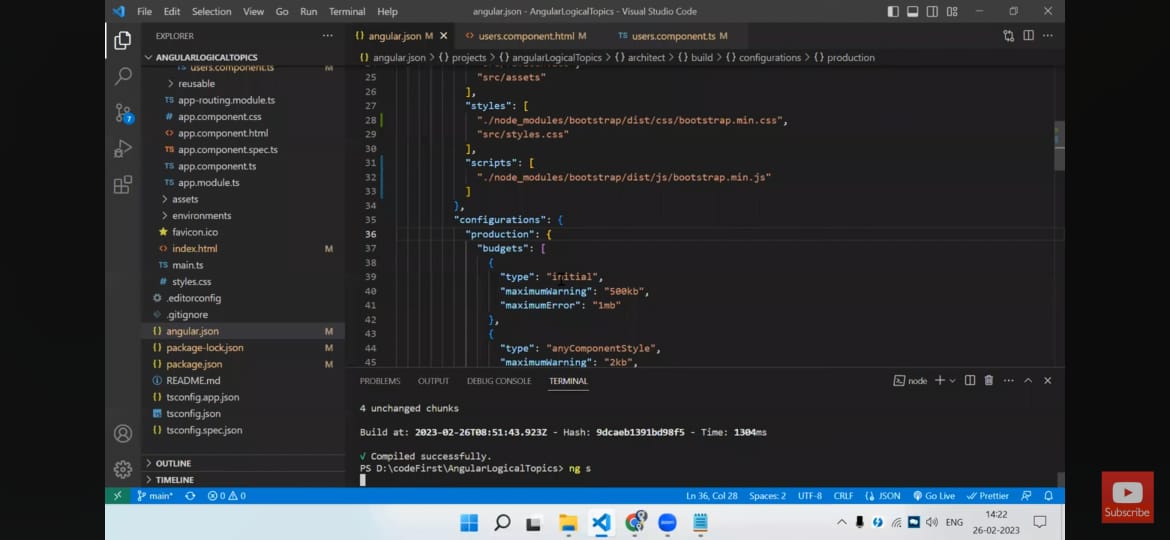 File Edit Selection View Go Run Terminal Help
angular.json - AngularLogicalTopics - Visual Studio Code
EXPLORER
ANGULARLOGICALTOPICS
users.component.ts
reusable
app-routing.module.ts
app.component.css
app.component.html
app.component.spec.ts
app.component.ts
app.module.ts
assets
environments
favicon.ico
index.html M
main.ts
styles.css
.editorconfig
.gitignore
angular.json M
package-lock.json M
package.json M
README.md
tsconfig.app.json
tsconfig.json
tsconfig.spec.json
OUTLINE
TIMELINE
7
angular.json M users.component.html M users.component.ts M
angular.json > {} projects > {} angularLogicalTopics > {} architect > {} build > {} configurations > {} production
25 "src/assets"
26 ],
27 "styles": [
28 "./node_modules/bootstrap/dist/css/bootstrap.min.css",
29 "src/styles.css"
30 ],
31 "scripts": [
32 "./node_modules/bootstrap/dist/js/bootstrap.min.js"
33 ]
34 },
35 "configurations": {
36 "production": {
37 "budgets": [
38 {
39 "type": "initial",
40 "maximumWarning": "500kb",
41 "maximumError": "1mb"
42 },
43 {
44 "type": "anyComponentStyle",
45 "maximumWarning": "2kb",
PROBLEMS OUTPUT DEBUG CONSOLE TERMINAL
node
4 unchanged chunks
Build at: 2023-02-26T08:51:43.923Z - Hash: 9dcaeb1391bd98f5 - Time: 1304ms
√ Compiled successfully.
PS D:\codeFirst\AngularLogicalTopics> ng s
main* 0 0
Ln 36, Col 28 Spaces: 2 UTF-8 CRLF {} JSON Go Live Prettier
ENG
14:22
26-02-2023
Subscribe